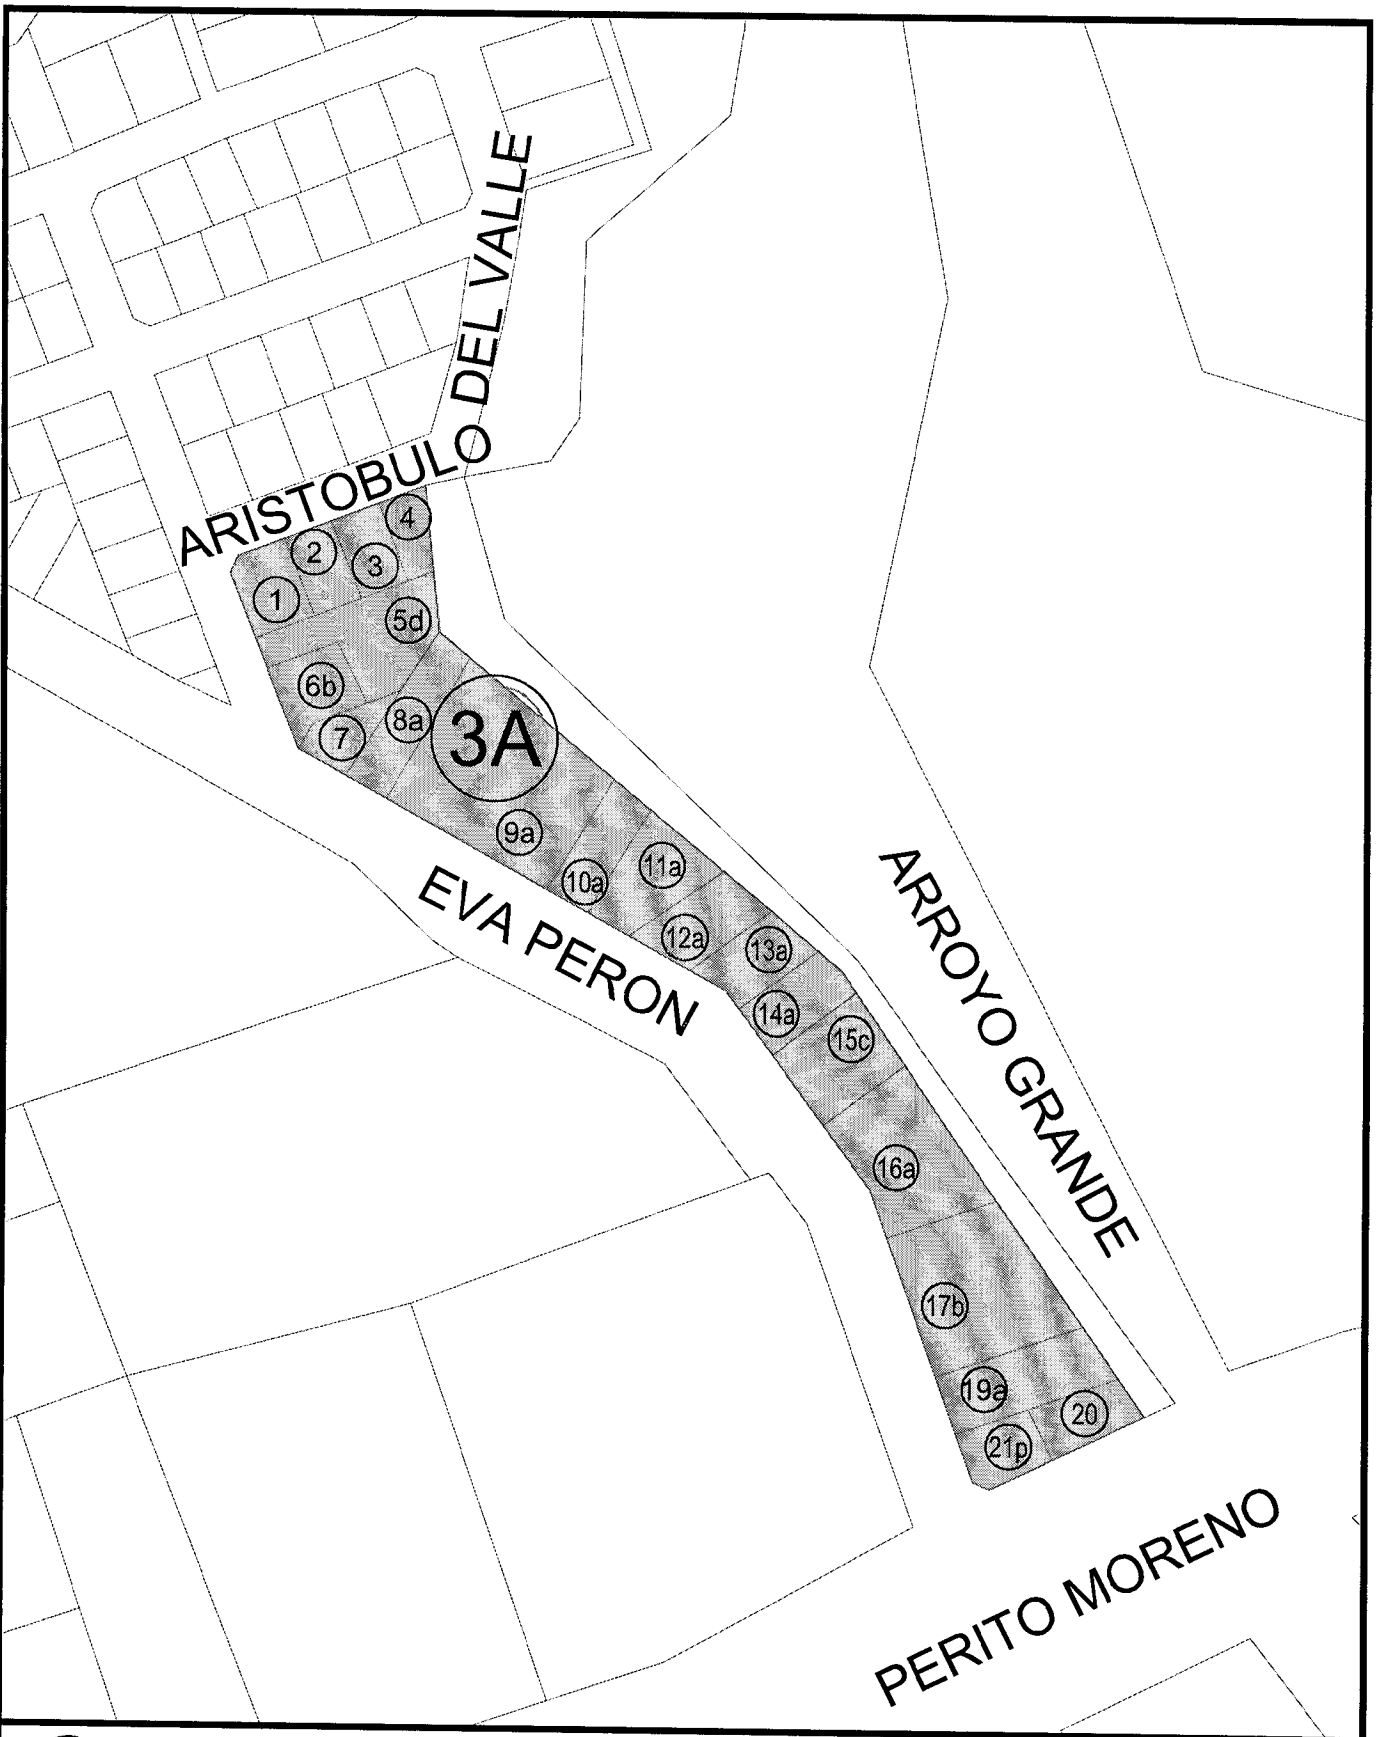 ARISTOBULO DEL VALLE
4
2
3
1
5d
6b
8a
7
3A
9a
11a
10a
12a
13a
EVA PERON
14a
15c
ARROYO GRANDE
16a
17b
19a
20
21p
PERITO MORENO